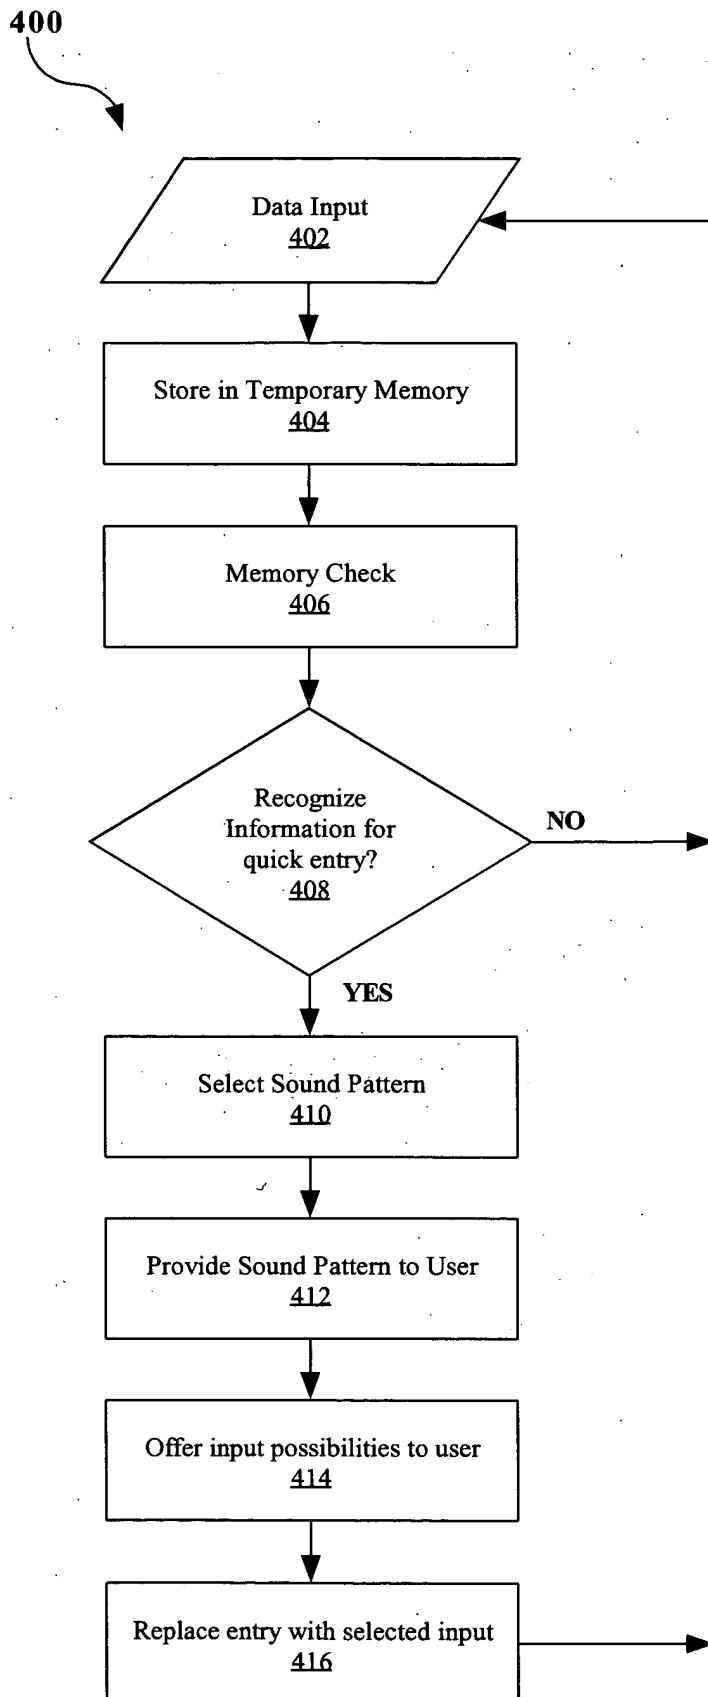 400
Data Input
402
Store in Temporary Memory
404
Memory Check
406
Recognize
Information for
quick entry?
408
NO
YES
Select Sound Pattern
410
Provide Sound Pattern to User
412
Offer input possibilities to user
414
Replace entry with selected input
416